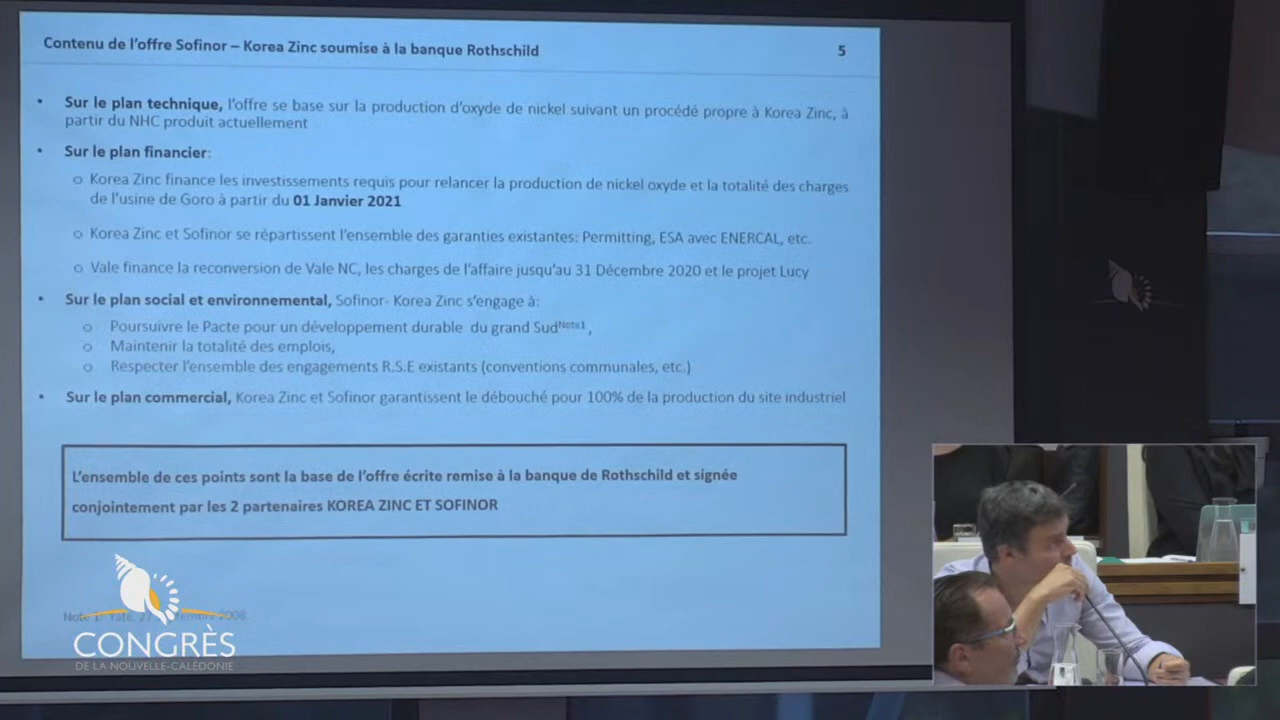 Contenu de l'offre Sofinor – Korea Zinc soumise à la banque Rothschild 5
• Sur le plan technique, l'offre se base sur la production d'oxyde de nickel suivant un procédé propre à Korea Zinc, à
partir du NHC produit actuellement
• Sur le plan financier:
o Korea Zinc finance les investissements requis pour relancer la production de nickel oxyde et la totalité des charges
de l'usine de Goro à partir du 01 Janvier 2021
o Korea Zinc et Sofinor se répartissent l'ensemble des garanties existantes: Permitting, ESA avec ENERCAL, etc.
o Vale finance la reconversion de Vale NC, les charges de l'affaire jusqu'au 31 Décembre 2020 et le projet Lucy
• Sur le plan social et environnemental, Sofinor- Korea Zinc s'engage à:
o Poursuivre le Pacte pour un développement durable du grand Sud Note1,
o Maintenir la totalité des emplois,
o Respecter l'ensemble des engagements R.S.E existants (conventions communales, etc.)
• Sur le plan commercial, Korea Zinc et Sofinor garantissent le débouché pour 100% de la production du site industriel
L'ensemble de ces points sont la base de l'offre écrite remise à la banque de Rothschild et signée
conjointement par les 2 partenaires KOREA ZINC ET SOFINOR
Note 1: Yaté, 27 2008
CONGRÈS
DE LA NOUVELLE-CALÉDONIE